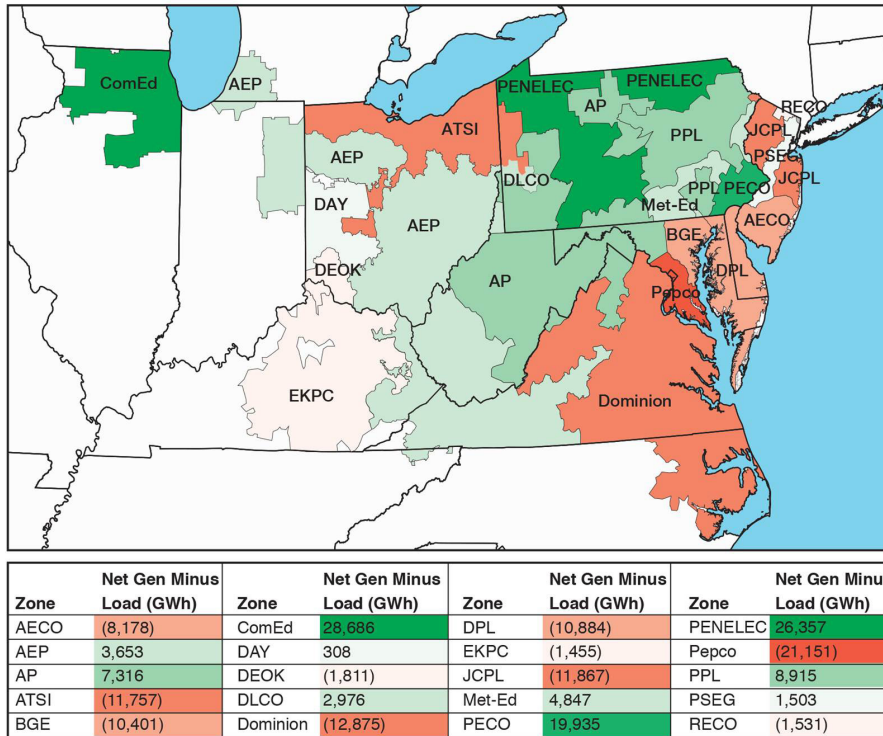 ComEd
AEP
PENELEC
PENELEC
AP
RECO
ATSI
JCPL
PPL
PSEG
AEP
DLCO
JCPL
PPL
PECO
DAY
Met-Ed
AEP
AECO
BGE
DEOK
AP
DPL
Pepco
EKPC
Dominion
Net Gen Minus Net Gen Minus Net Gen Minus Net Gen Minu
Zone Load (GWh) Zone Load (GWh) Zone Load (GWh) Zone Load (GWh)
AECO (8,178) ComEd 28,686 DPL (10,884) PENELEC 26,357
AEP 3,653 DAY 308 EKPC (1,455) Pepco (21,151)
AP 7,316 DEOK (1,811) JCPL (11,867) PPL 8,915
ATSI (11,757) DLCO 2,976 Met-Ed 4,847 PSEG 1,503
BGE (10,401) Dominion (12,875) PECO 19,935 RECO (1,531)